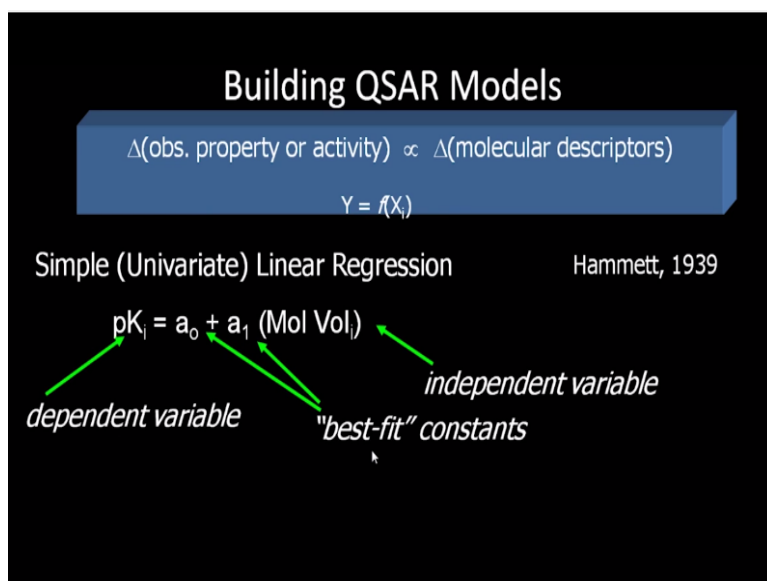 Building QSAR Models
Δ(obs. property or activity) ∝ Δ(molecular descriptors)
Y = f(Xᵢ)
Simple (Univariate) Linear Regression Hammett, 1939
pKᵢ = aₒ + a₁ (Mol Volᵢ)
independent variable
dependent variable
"best-fit" constants